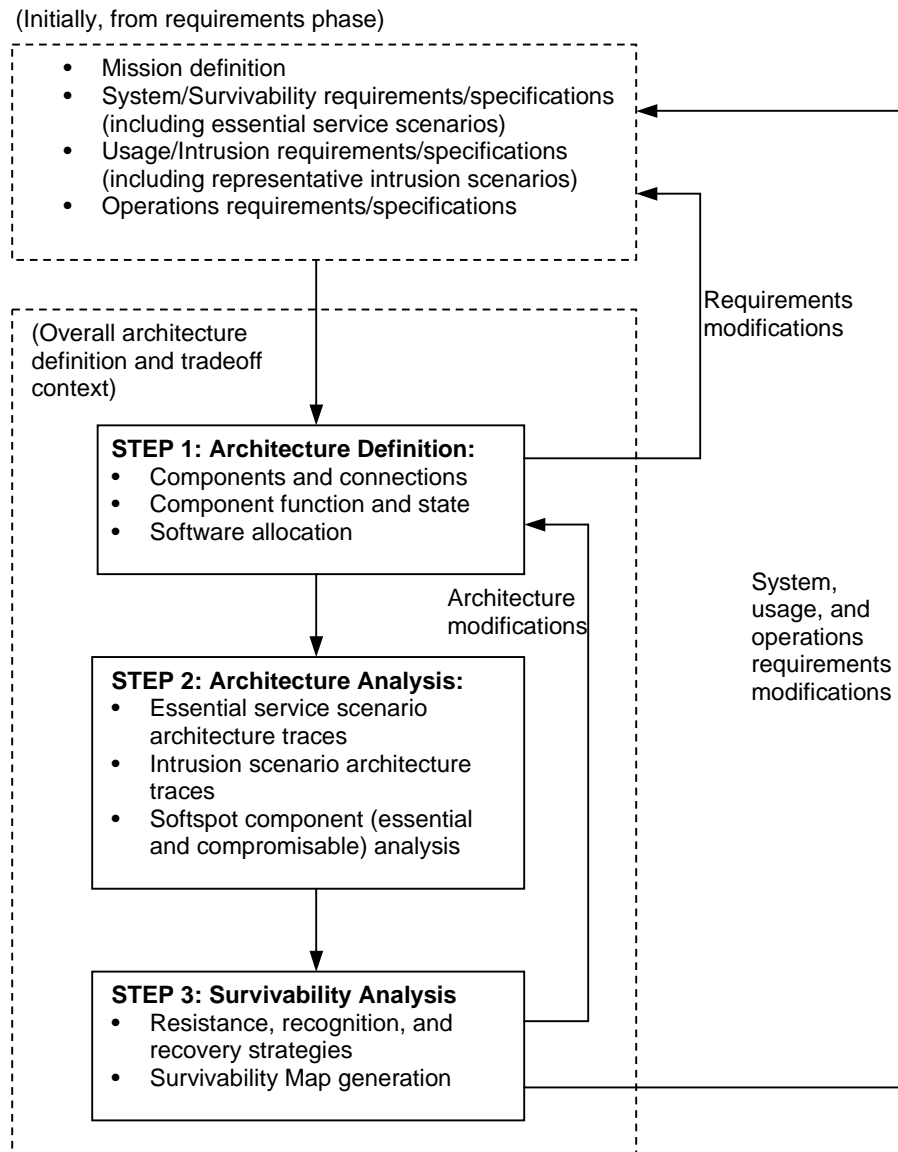 (Initially, from requirements phase)
• Mission definition
• System/Survivability requirements/specifications
(including essential service scenarios)
• Usage/Intrusion requirements/specifications
(including representative intrusion scenarios)
• Operations requirements/specifications
Requirements
modifications
(Overall architecture
definition and tradeoff
context)
STEP 1: Architecture Definition:
• Components and connections
• Component function and state
• Software allocation
Architecture
modifications
System,
usage, and
operations
requirements
modifications
STEP 2: Architecture Analysis:
• Essential service scenario
architecture traces
• Intrusion scenario architecture
traces
• Softspot component (essential
and compromisable) analysis
STEP 3: Survivability Analysis
• Resistance, recognition, and
recovery strategies
• Survivability Map generation